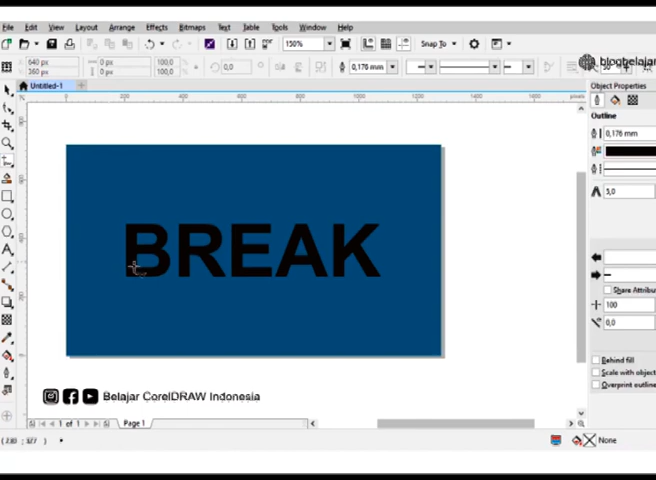 File Edit View Layout Arrange Effects Bitmaps Text Table Tools Window Help
150% Snap To
640 px
360 px
0 px
0 px
100,0
100,0
0,0
0,176 mm
50
Untitled-1
Object Properties
Outline
0,176 mm
5,0
BREAK
Share Attribut
100
0,0
Behind fill
Scale with object
Overprint outline
Belajar CorelDRAW Indonesia
1 of 1
Page 1
None